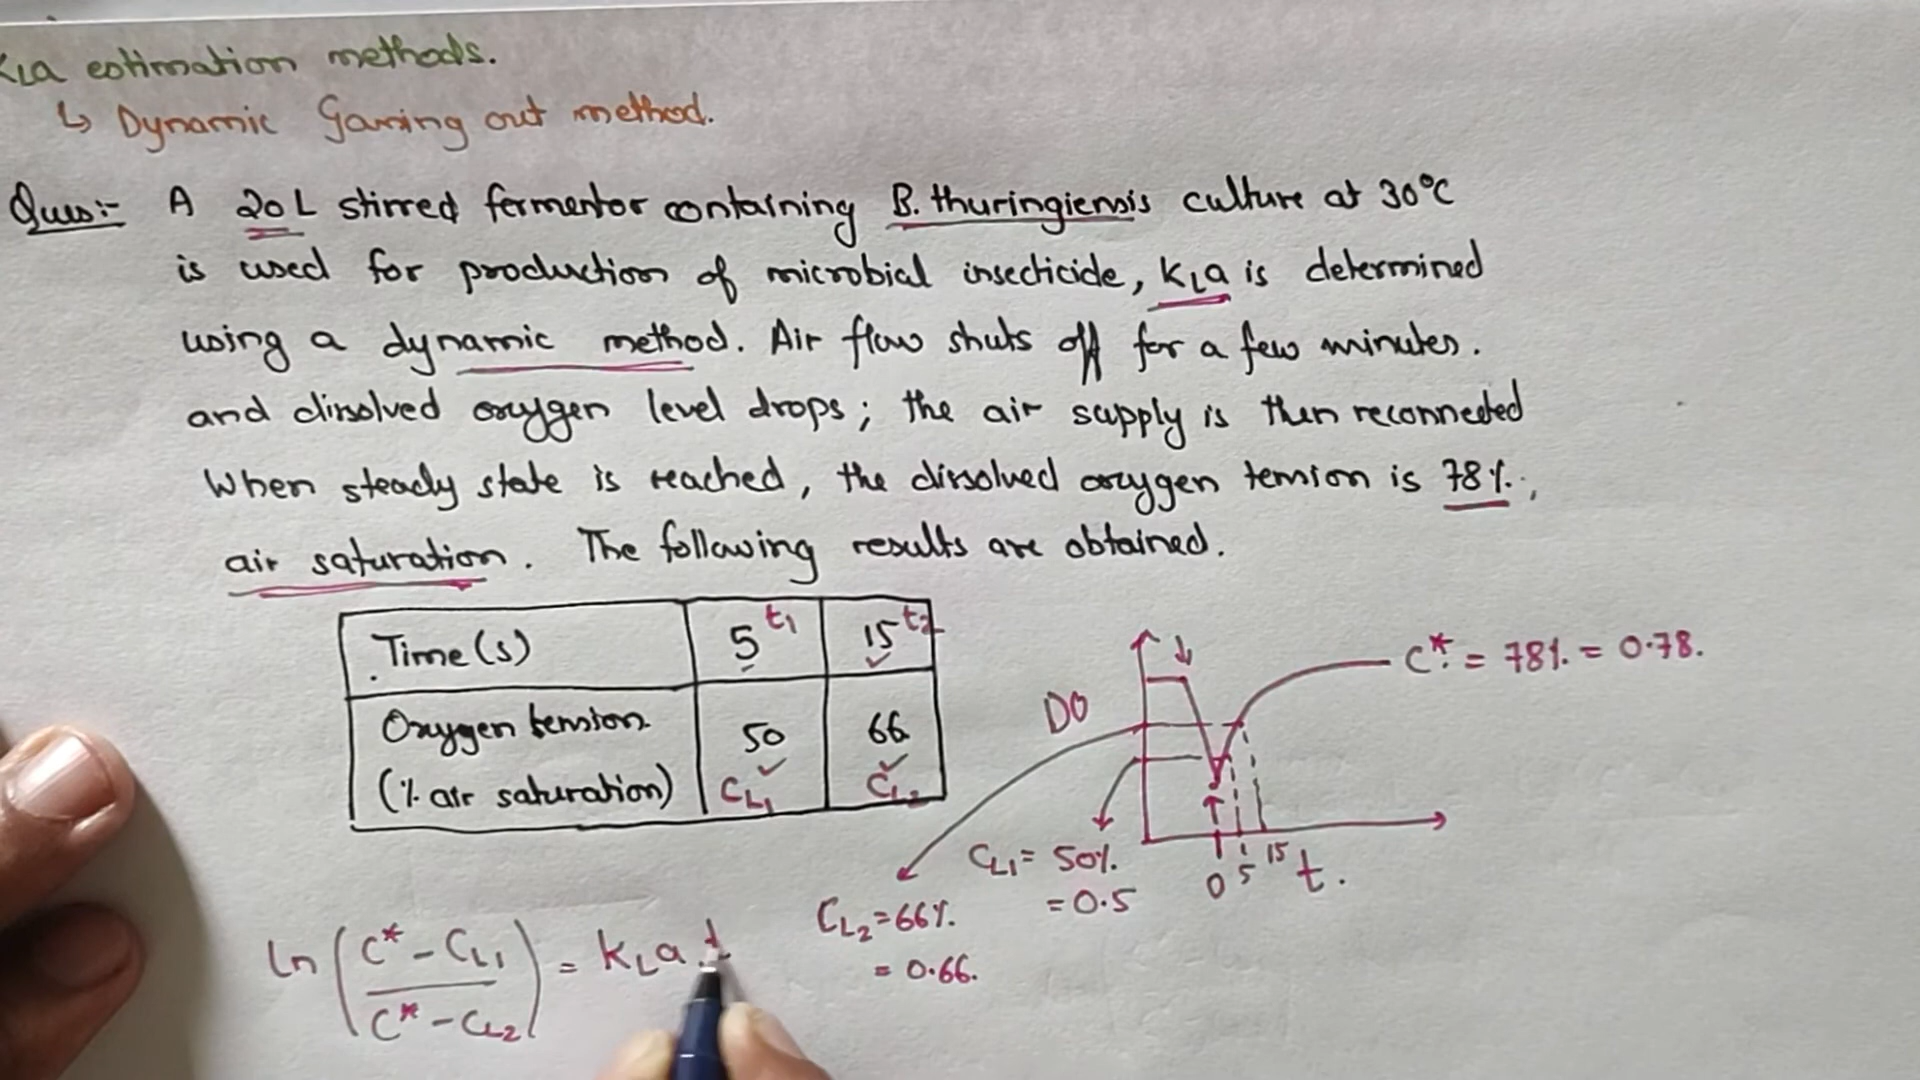 KLa estimation methods.
↳ Dynamic Gassing out method.
Ques:- A 20L stirred fermentor containing B. thuringiensis culture at 30°C
is used for production of microbial insecticide, KLa is determined
using a dynamic method. Air flow shuts off for a few minutes.
and dissolved oxygen level drops; the air supply is then reconnected
When steady state is reached, the dissolved oxygen tension is 78%,
air saturation. The following results are obtained.
Time (s) 5 t1 15 t2
Oxygen tension 50 66
(% air saturation) CL1 CL2
C* = 78% = 0.78.
DO
0 5 15 t.
CL1 = 50%.
= 0.5
CL2 = 66%.
= 0.66.
ln (C* - CL1 / C* - CL2) = KLa t